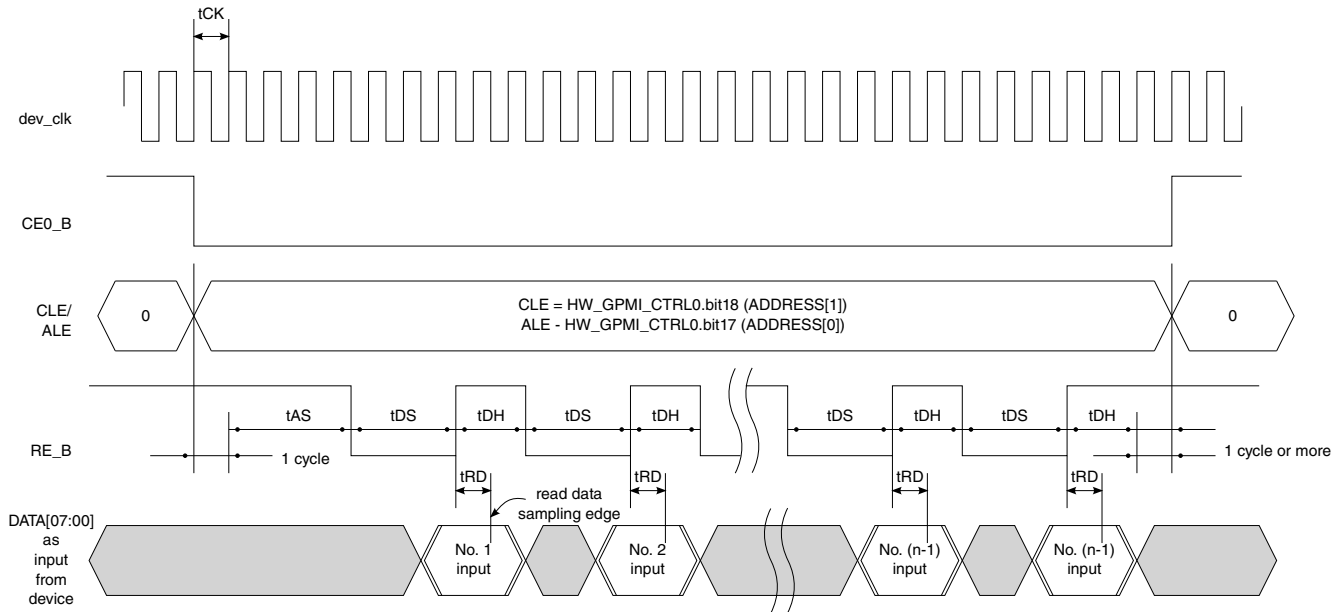 tCK
dev_clk
CE0_B
CLE/
ALE
0
CLE = HW_GPMI_CTRL0.bit18 (ADDRESS[1])
ALE - HW_GPMI_CTRL0.bit17 (ADDRESS[0])
0
RE_B
tAS
tDS
tDH
tDS
tDH
tDS
tDH
tDS
tDH
1 cycle
1 cycle or more
tRD
tRD
tRD
tRD
read data
sampling edge
DATA[07:00]
as
input
from
device
No. 1
input
No. 2
input
No. (n-1)
input
No. (n-1)
input